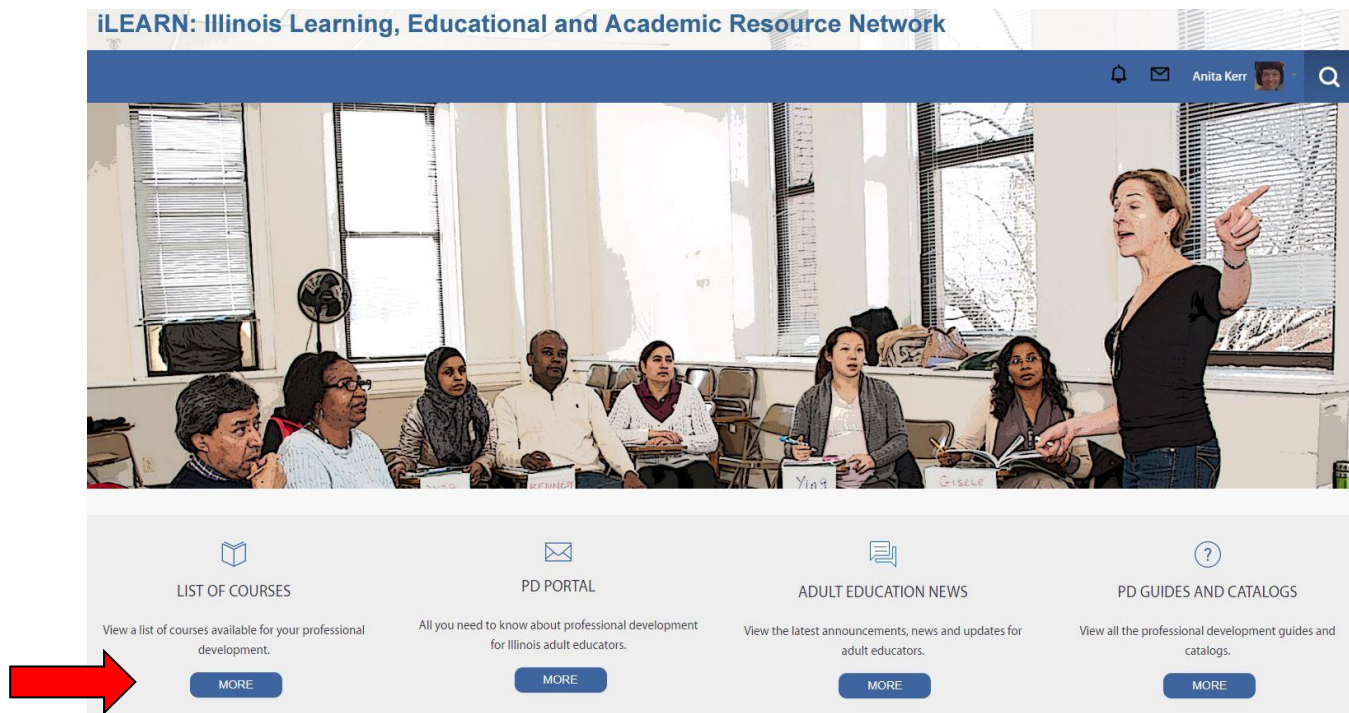 iLEARN: Illinois Learning, Educational and Academic Resource Network
Anita Kerr
KENNEDY
Ying
GISELE
LIST OF COURSES
View a list of courses available for your professional
development.
MORE
PD PORTAL
All you need to know about professional development
for Illinois adult educators.
MORE
ADULT EDUCATION NEWS
View the latest announcements, news and updates for
adult educators.
MORE
PD GUIDES AND CATALOGS
View all the professional development guides and
catalogs.
MORE